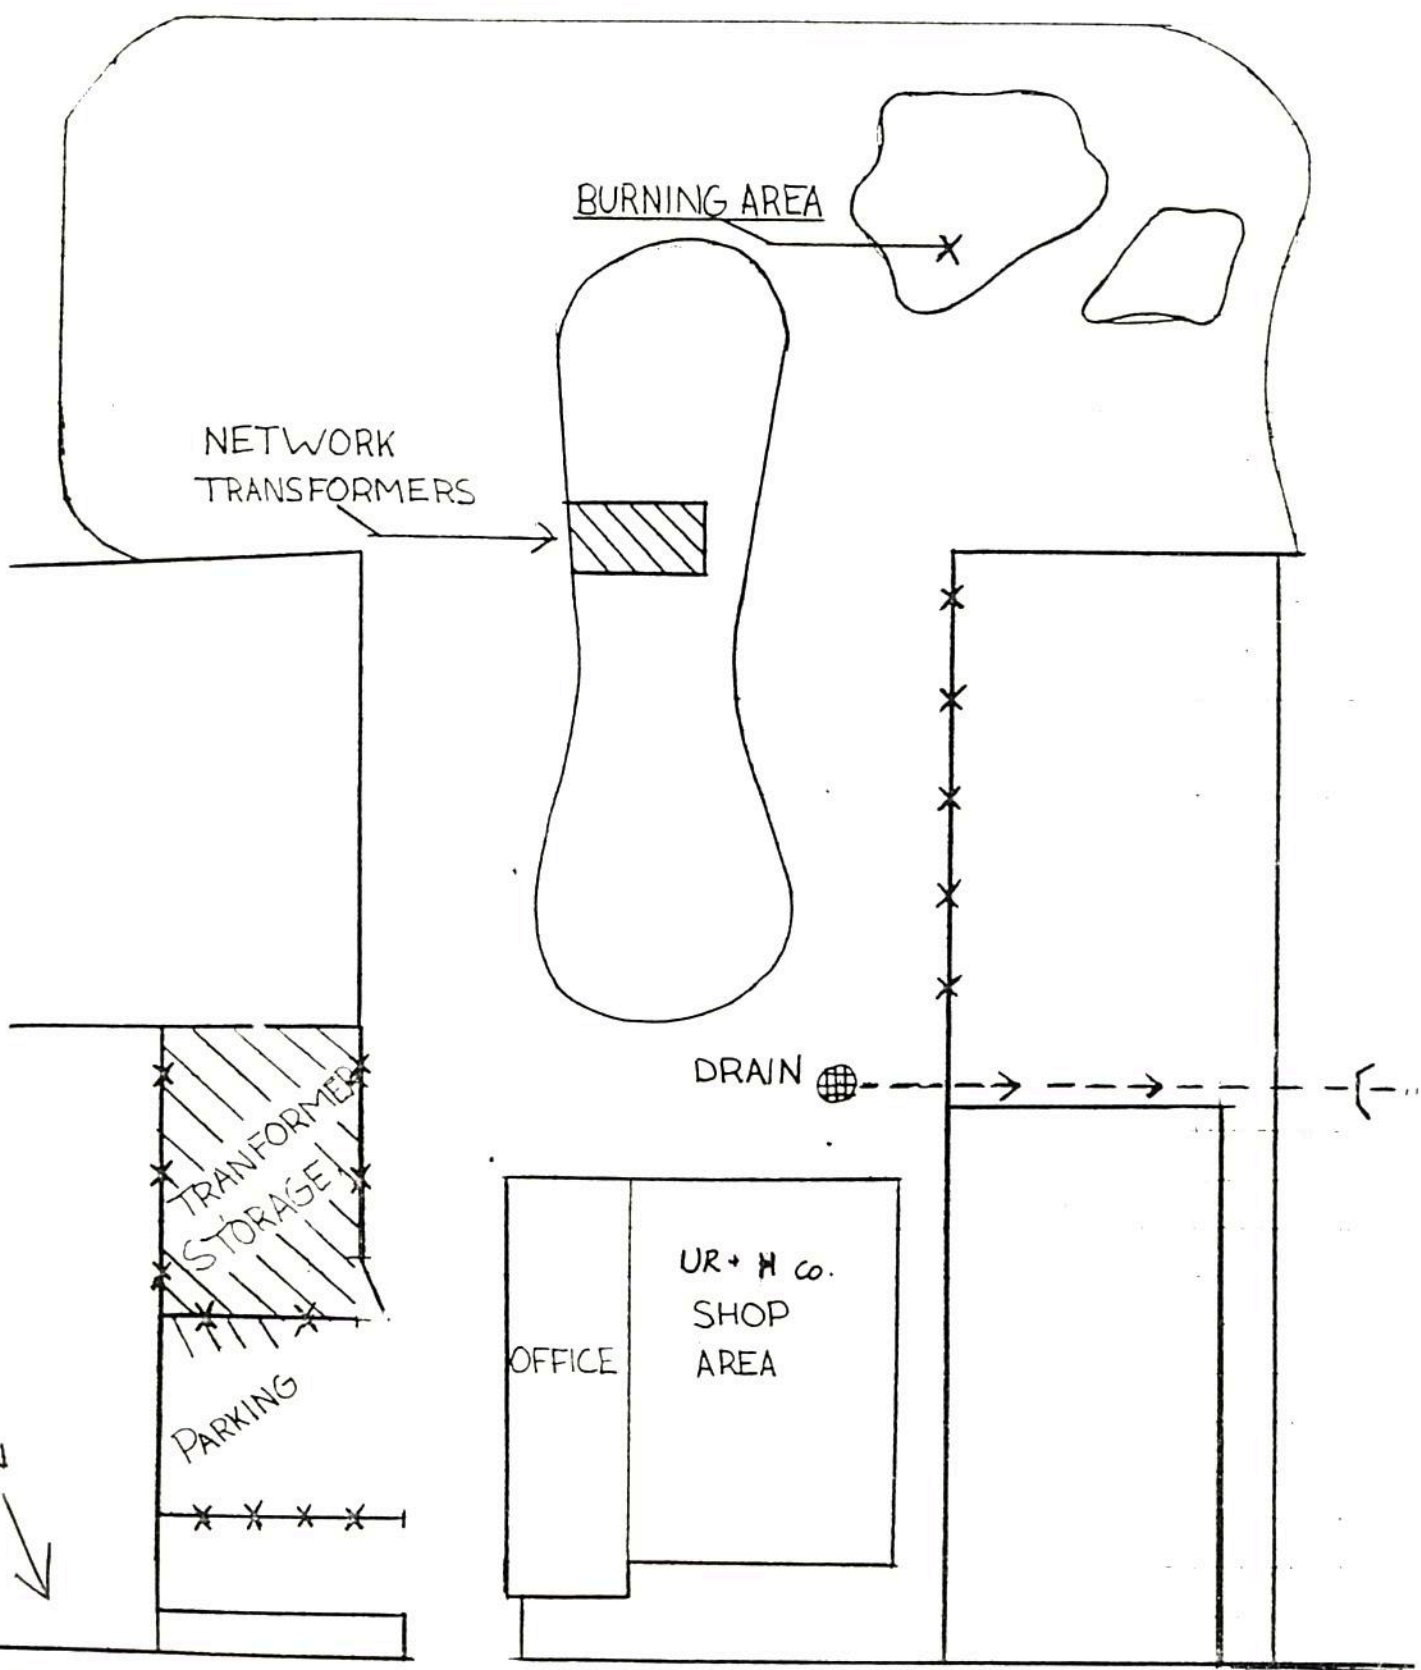 BURNING AREA
NETWORK
TRANSFORMERS
DRAIN
TRANFORMER
STORAGE
UR + H CO.
SHOP
AREA
OFFICE
PARKING